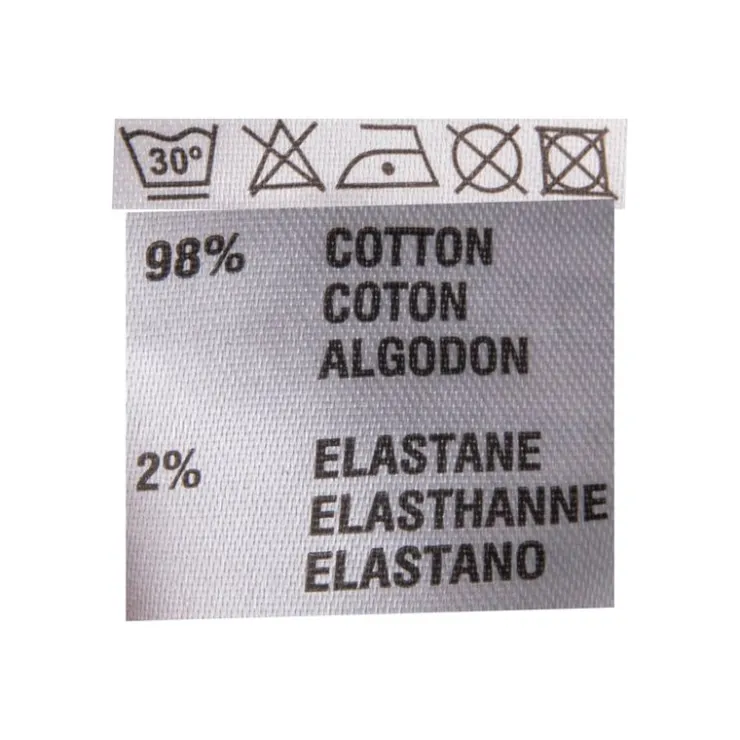 30°
98% COTTON
COTON
ALGODON
2% ELASTANE
ELASTHANNE
ELASTANO